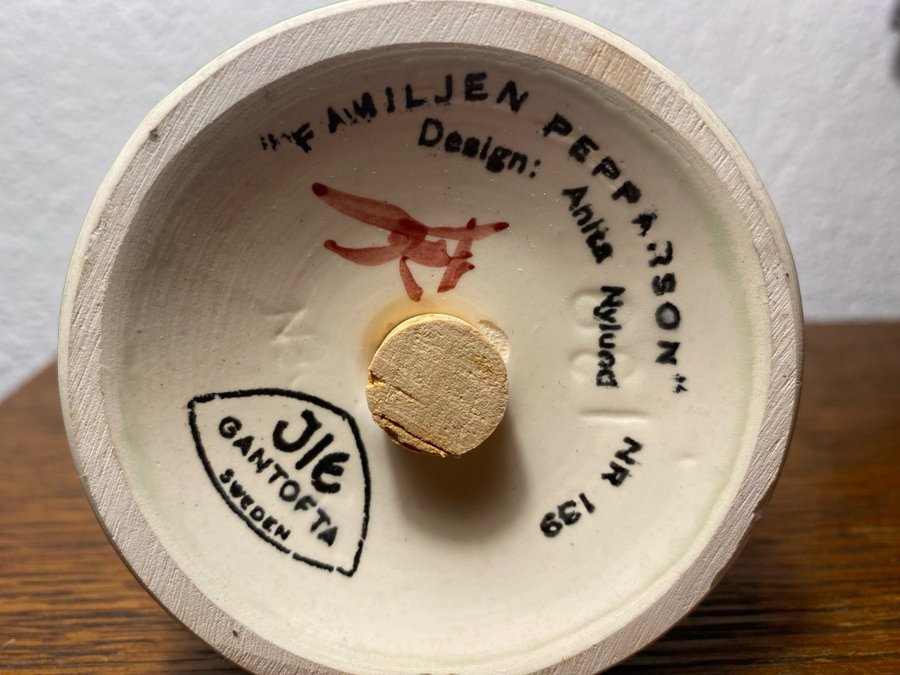 "FAMILJEN PEPPARSON"
Design: Anita Nylund
NR 139
JIE
GANTOFTA
SWEDEN